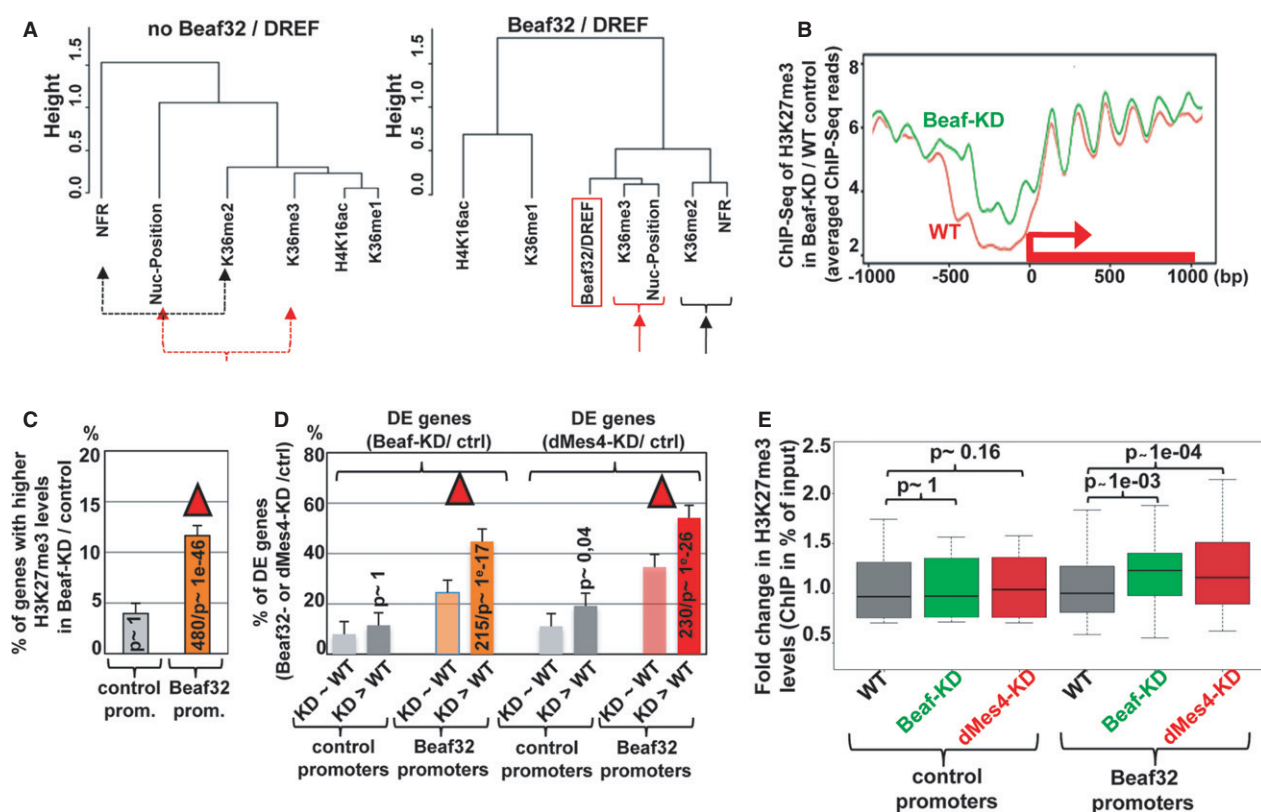 A
no Beaf32 / DREF
Height
0.0 0.5 1.0 1.5
NFR
Nuc-Position
K36me2
K36me3
H4K16ac
K36me1
Beaf32 / DREF
Height
0.0 0.5 1.0 1.5
H4K16ac
K36me1
Beaf32/DREF
K36me3
Nuc-Position
K36me2
NFR
B
ChIP-Seq of H3K27me3
in Beaf-KD / WT control
(averaged ChIP-Seq reads)
8
6
4
2
Beaf-KD
WT
-1000 -500 0 500 1000 (bp)
C
% of genes with higher
H3K27me3 levels
in Beaf-KD / control
%
20
15
10
5
0
p~ 1
480/p~ 1e-46
control
prom.
Beaf32
prom.
D
DE genes
(Beaf-KD/ ctrl)
DE genes
(dMes4-KD/ ctrl)
% of DE genes
(Beaf32- or dMes4-KD /ctrl)
%
80
60
40
20
0
p~ 1
215/p~ 1e-17
p~ 0,04
230/p~ 1e-26
KD ~ WT
KD > WT
KD ~ WT
KD > WT
KD ~ WT
KD > WT
KD ~ WT
KD > WT
control
promoters
Beaf32
promoters
control
promoters
Beaf32
promoters
E
Fold change in H3K27me3
levels (ChIP in % of input)
2.5
2.0
1.5
1.0
0.5
p~ 0.16
p~ 1
p~1e-04
p~1e-03
WT
Beaf-KD
dMes4-KD
WT
Beaf-KD
dMes4-KD
control
promoters
Beaf32
promoters